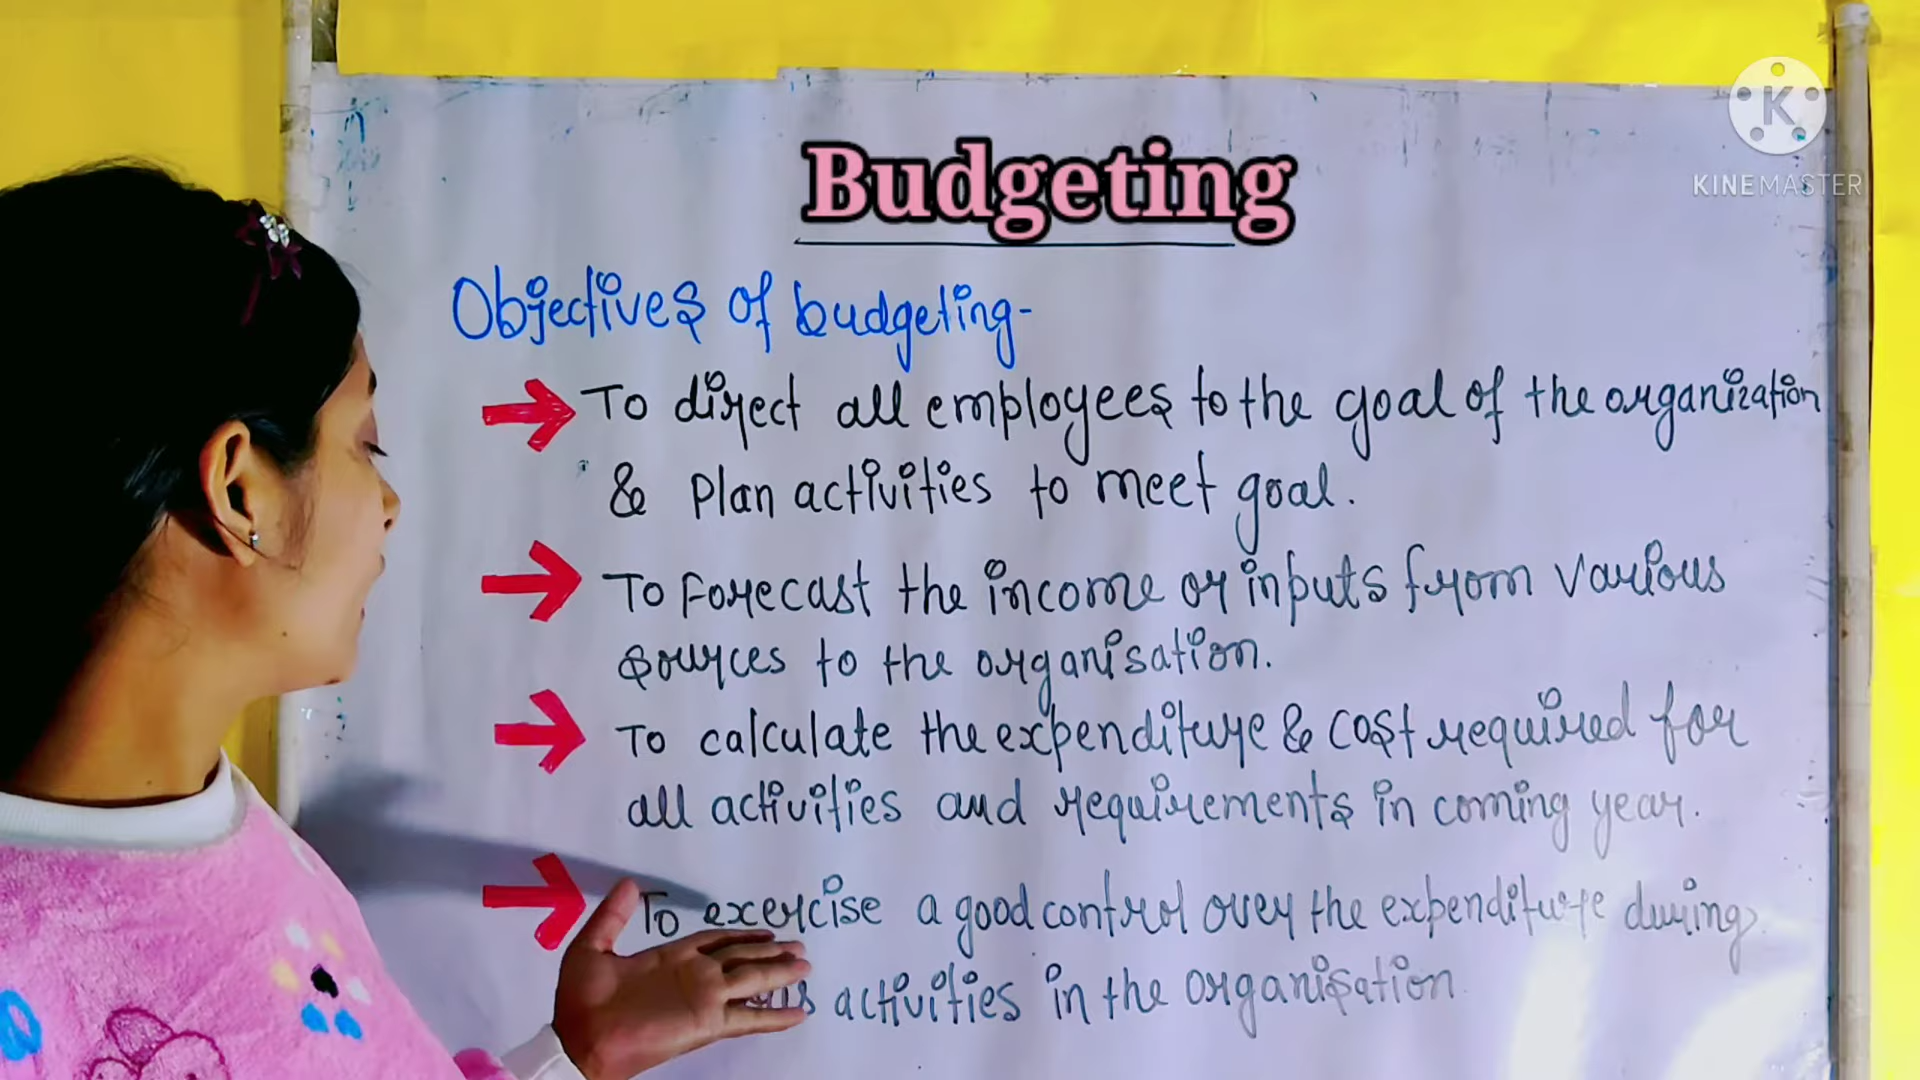 Budgeting
KINEMASTER
Objectives of budgeting-
To direct all employees to the goal of the organization
& Plan activities to meet goal.
To Forecast the income or inputs from various
sources to the organisation.
To calculate the expenditure & cost required for
all activities and requirements in coming year.
To exercise a good control over the expenditure during
activities in the organisation